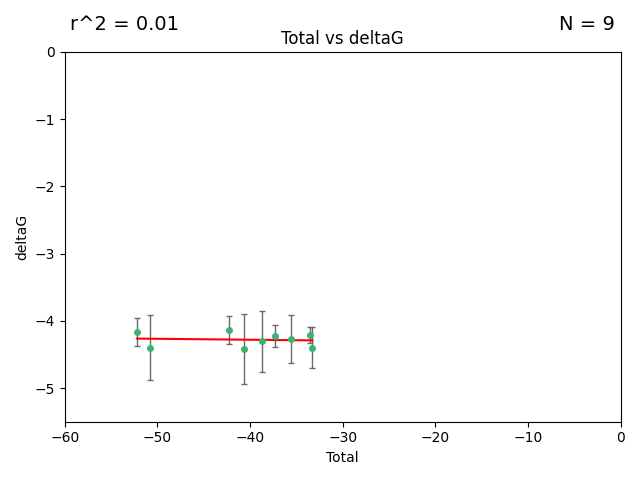 r^2 = 0.01
N = 9
Total vs deltaG
0
−1
−2
−3
−4
−5
deltaG
−60
−50
−40
−30
−20
−10
0
Total